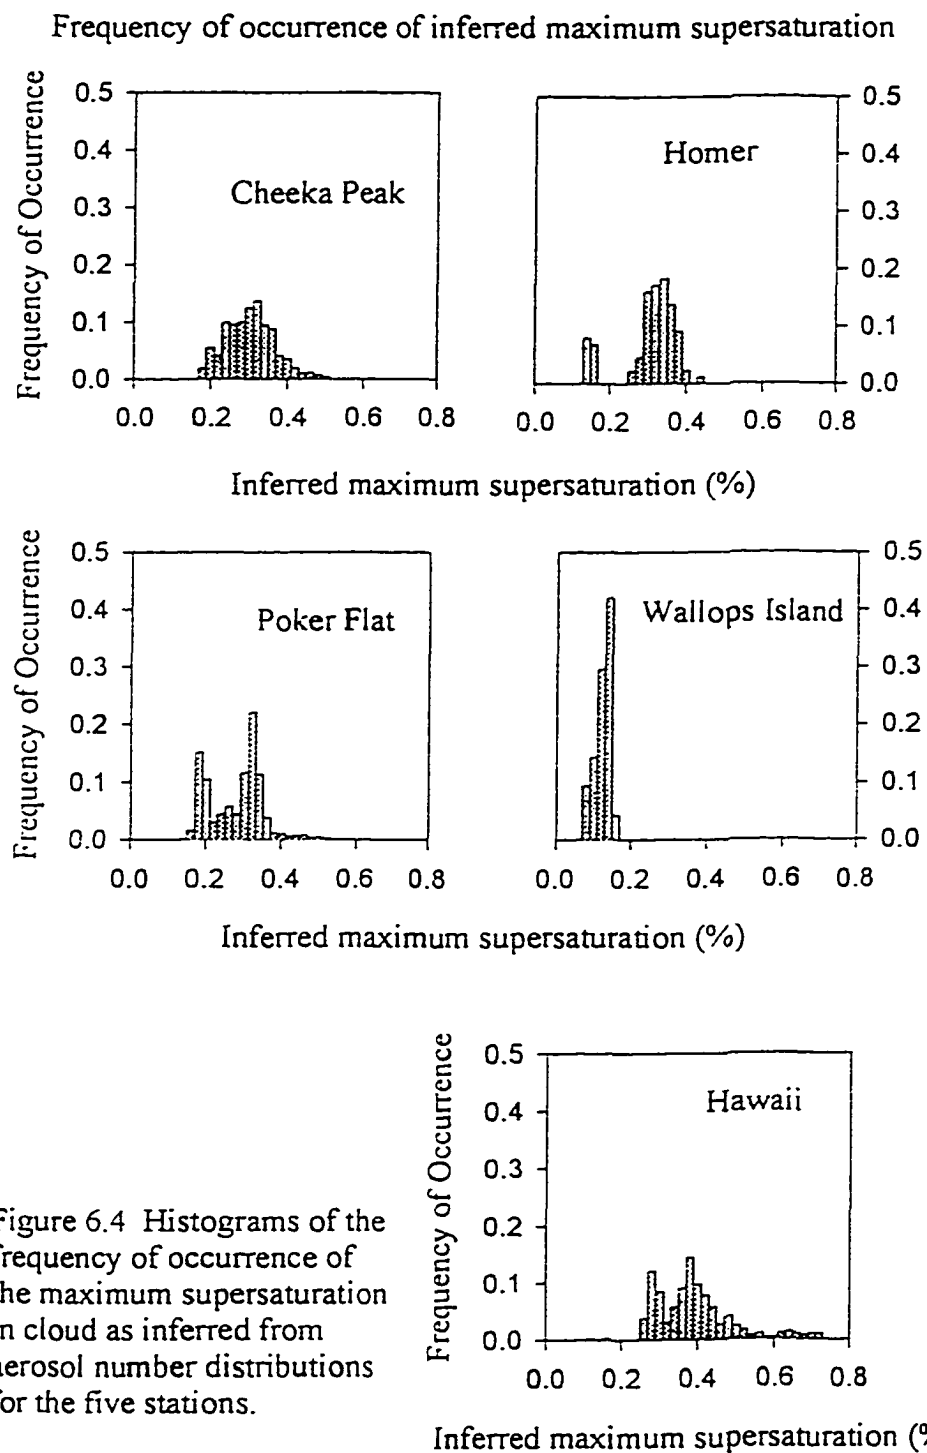 Frequency of occurrence of inferred maximum supersaturation
Frequency of Occurrence
0.5
0.4
0.3
0.2
0.1
0.0
Cheeka Peak
0.0 0.2 0.4 0.6 0.8
Homer
0.5
0.4
0.3
0.2
0.1
0.0
0.0 0.2 0.4 0.6 0.8
Inferred maximum supersaturation (%)
Frequency of Occurrence
0.5
0.4
0.3
0.2
0.1
0.0
Poker Flat
0.0 0.2 0.4 0.6 0.8
Wallops Island
0.5
0.4
0.3
0.2
0.1
0.0
0.0 0.2 0.4 0.6 0.8
Inferred maximum supersaturation (%)
Frequency of Occurrence
0.5
0.4
0.3
0.2
0.1
0.0
Hawaii
0.0 0.2 0.4 0.6 0.8
Inferred maximum supersaturation (%
Figure 6.4 Histograms of the
frequency of occurrence of
the maximum supersaturation
in cloud as inferred from
aerosol number distributions
for the five stations.